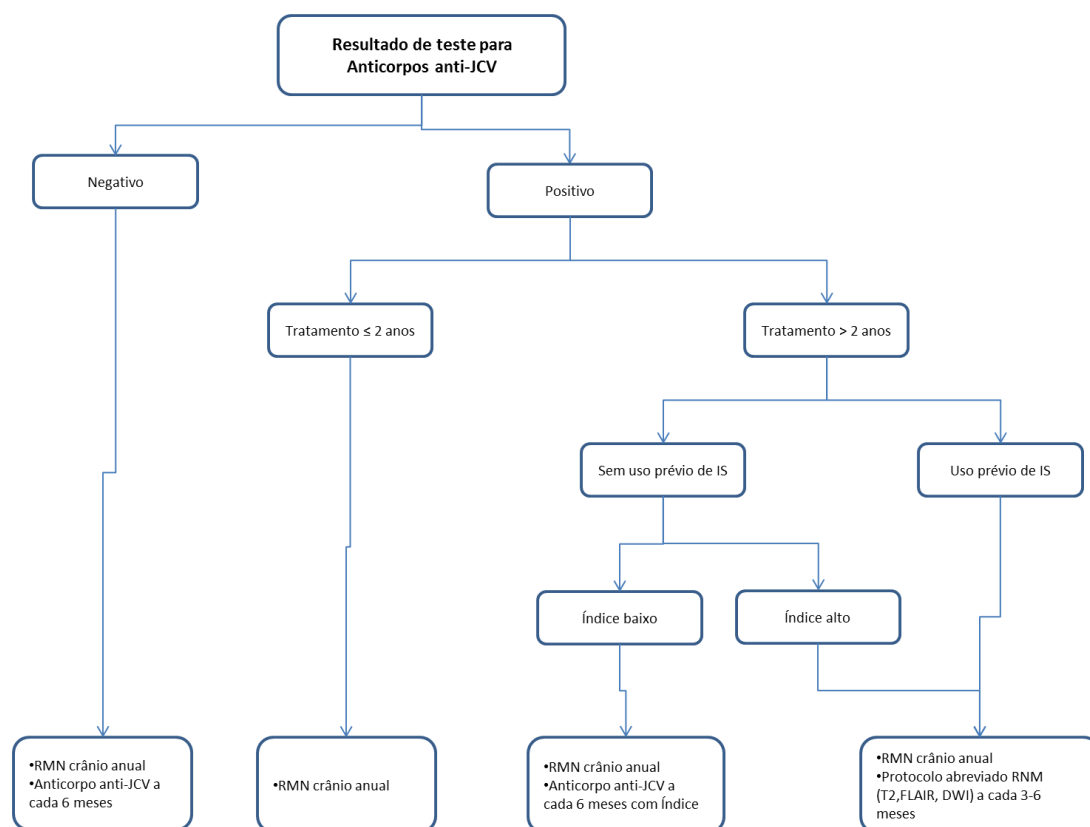 Resultado de teste para
Anticorpos anti-JCV
Negativo
Positivo
Tratamento ≤ 2 anos
Tratamento > 2 anos
Sem uso prévio de IS
Uso prévio de IS
Índice baixo
Índice alto
•RMN crânio anual
•Anticorpo anti-JCV a
cada 6 meses
•RMN crânio anual
•RMN crânio anual
•Anticorpo anti-JCV a
cada 6 meses com Índice
•RMN crânio anual
•Protocolo abreviado RNM
(T2,FLAIR, DWI) a cada 3-6
meses